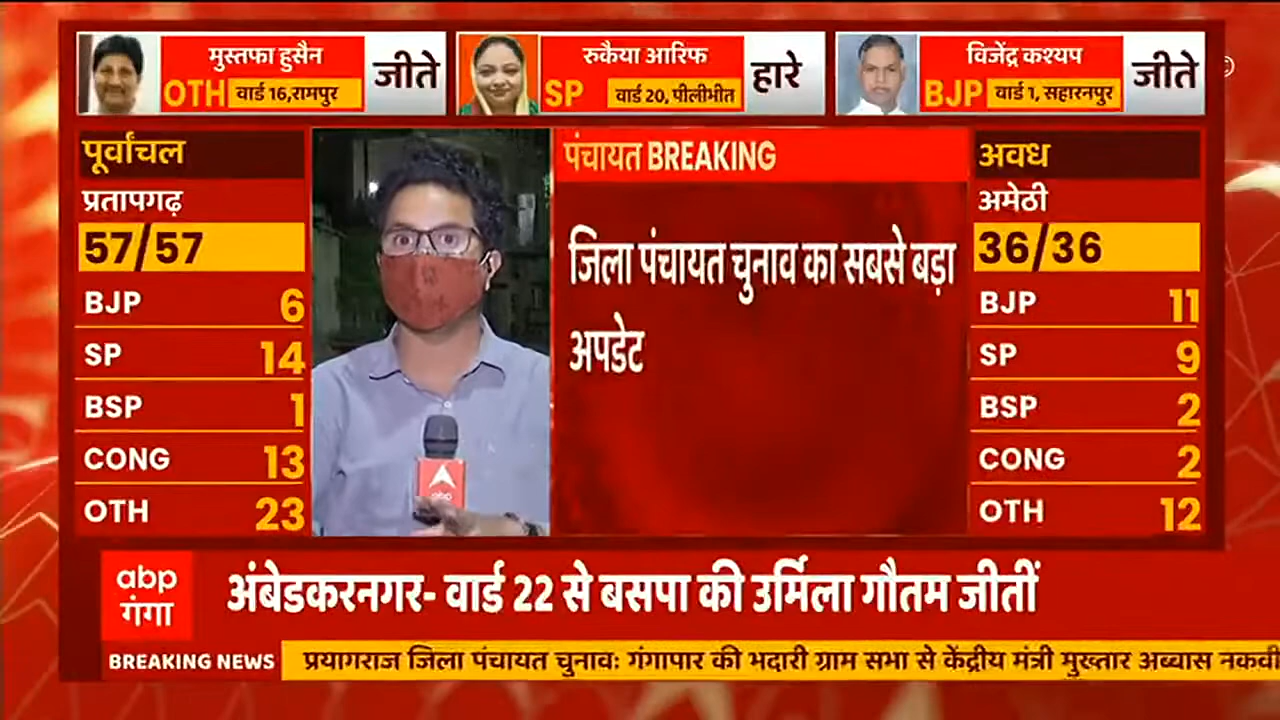 मुस्तफा हुसैन
OTH वार्ड 16,रामपुर
जीते
रुकैया आरिफ
SP वार्ड 20, पीलीभीत
हारे
विजेंद्र कश्यप
BJP वार्ड 1, सहारनपुर
जीते
पूर्वांचल
प्रतापगढ़
57/57
BJP 6
SP 14
BSP 1
CONG 13
OTH 23
पंचायत BREAKING
जिला पंचायत चुनाव का सबसे बड़ा
अपडेट
abp
अवध
अमेठी
36/36
BJP 11
SP 9
BSP 2
CONG 2
OTH 12
abp
गंगा
अंबेडकरनगर- वार्ड 22 से बसपा की उर्मिला गौतम जीतीं
BREAKING NEWS
प्रयागराज जिला पंचायत चुनाव: गंगापार की भदारी ग्राम सभा से केंद्रीय मंत्री मुख्तार अब्बास नकवी